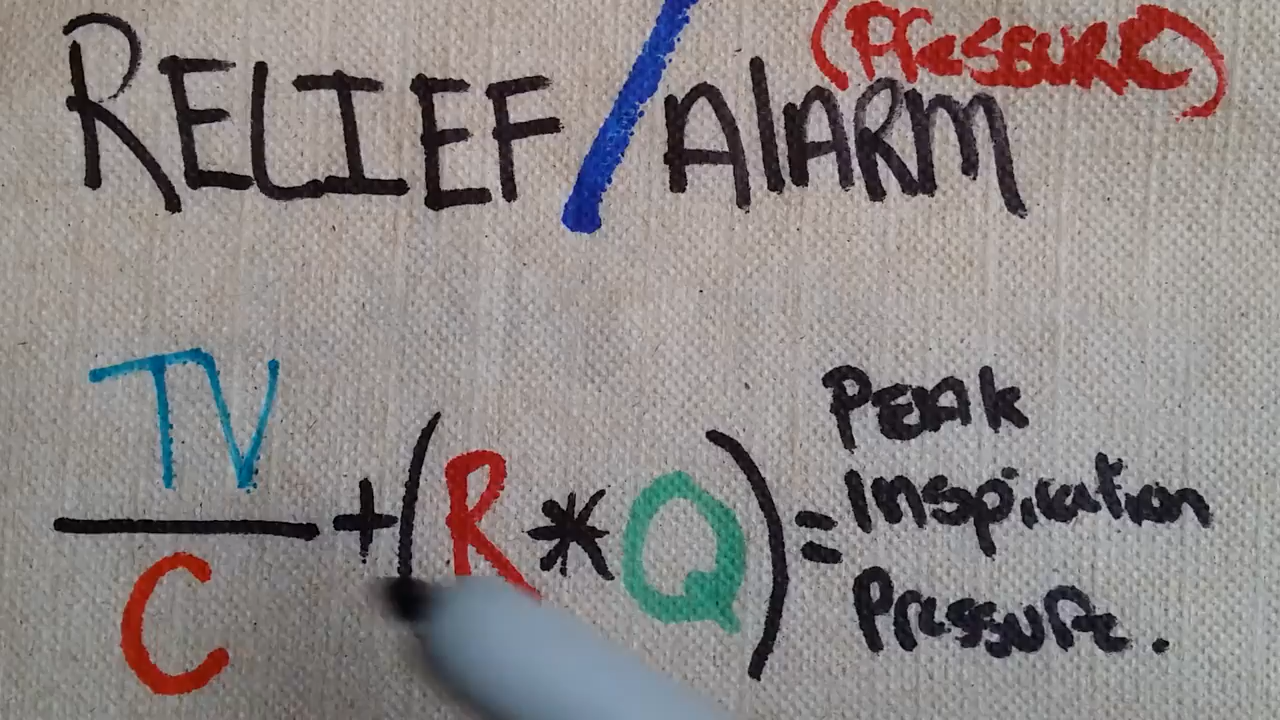 (PRESSURE)
RELIEF/ALARM
TV
C
+(R*Q)=
PEAK
Inspiration
Pressure.